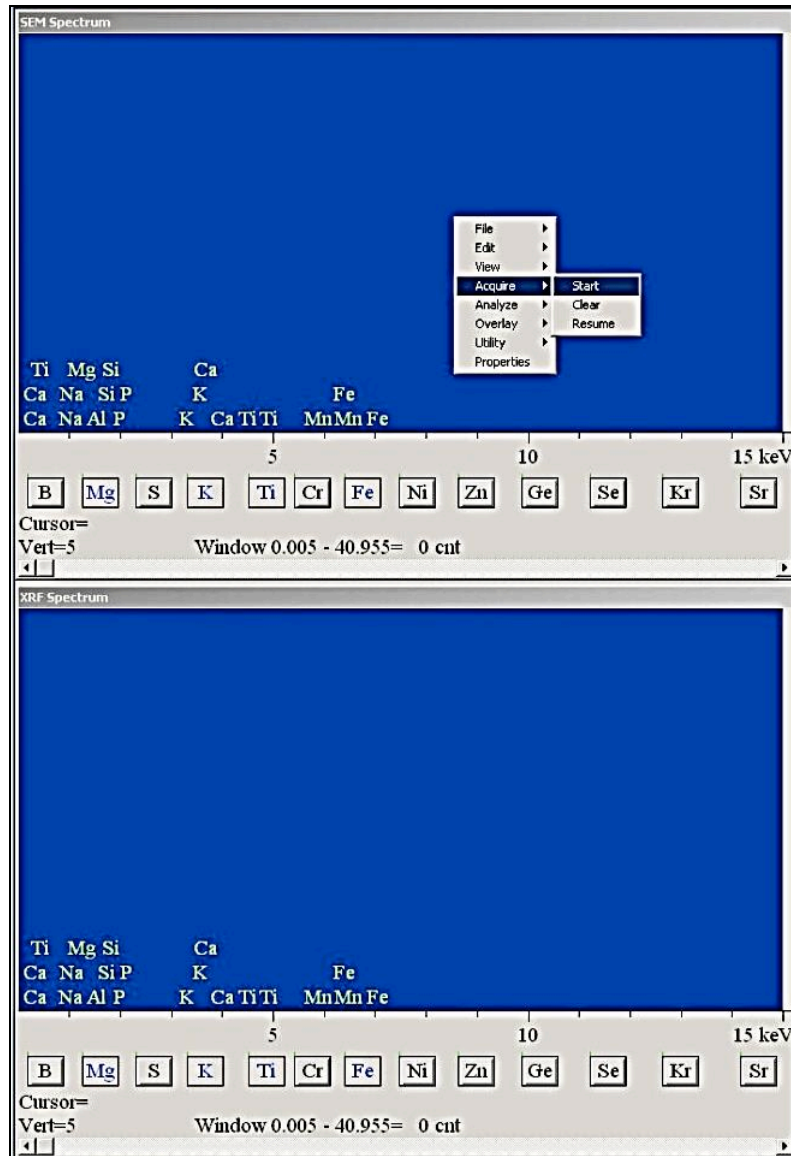 SEM Spectrum
File
Edit
View
Acquire
Start
Analyze
Clear
Overlay
Resume
Utility
Properties
Ti Mg Si Ca
Ca Na Si P K Fe
Ca Na Al P K Ca Ti Ti Mn Mn Fe
5 10 15 keV
B Mg S K Ti Cr Fe Ni Zn Ge Se Kr Sr
Cursor=
Vert=5 Window 0.005 - 40.955= 0 cnt
XRF Spectrum
Ti Mg Si Ca
Ca Na Si P K Fe
Ca Na Al P K Ca Ti Ti Mn Mn Fe
5 10 15 keV
B Mg S K Ti Cr Fe Ni Zn Ge Se Kr Sr
Cursor=
Vert=5 Window 0.005 - 40.955= 0 cnt